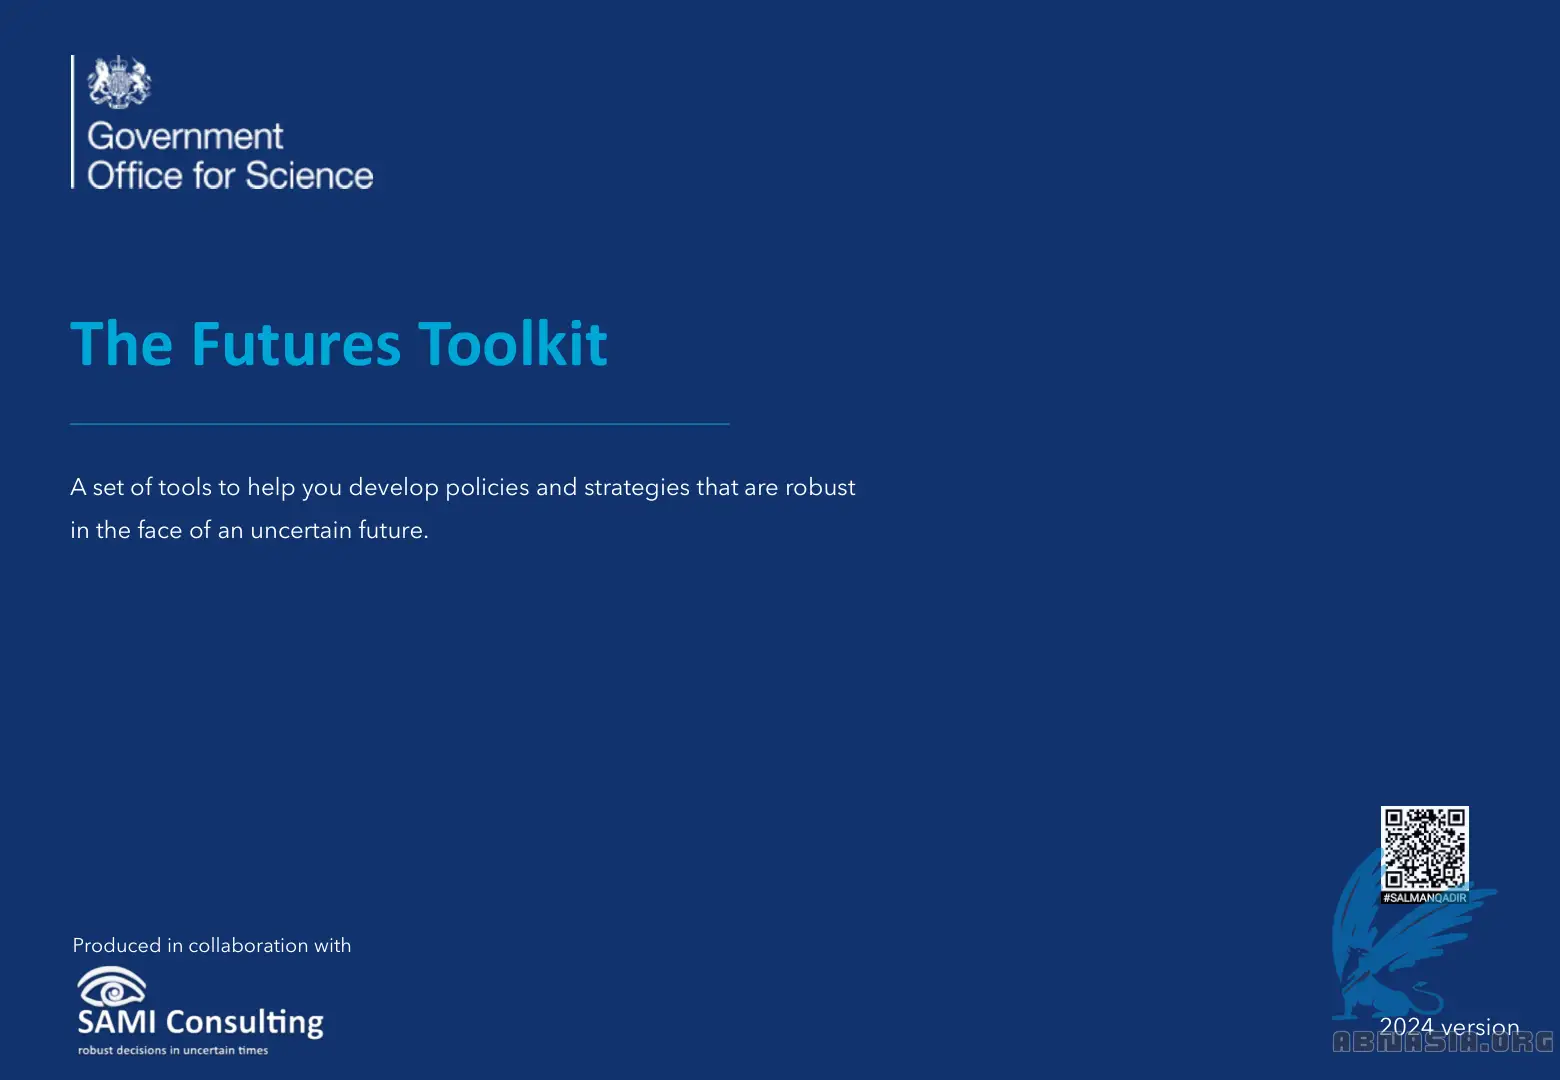 Government
Office for Science
The Futures Toolkit
A set of tools to help you develop policies and strategies that are robust
in the face of an uncertain future.
#SALMANQADIR
Produced in collaboration with
SAMI Consulting
robust decisions in uncertain times
2024 version
ABNASIA.ORG